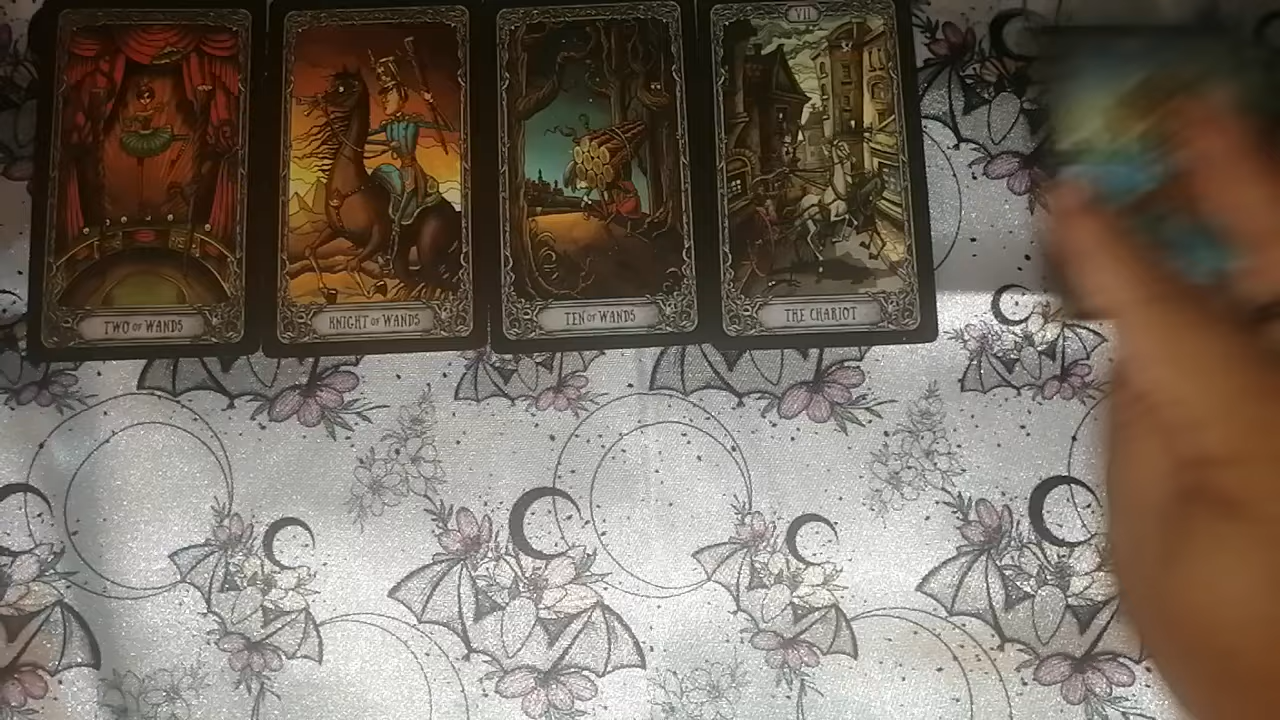 VII
TWO OF WANDS
KNIGHT OF WANDS
TEN OF WANDS
THE CHARIOT